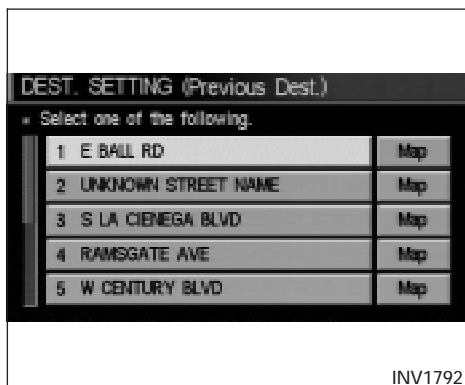 DEST. SETTING (Previous Dest.)
Select one of the following.
1 E BALL RD Map
2 UNKNOWN STREET NAME Map
3 S LA CIENEGA BLVD Map
4 RAMSGATE AVE Map
5 W CENTURY BLVD Map
INV1792